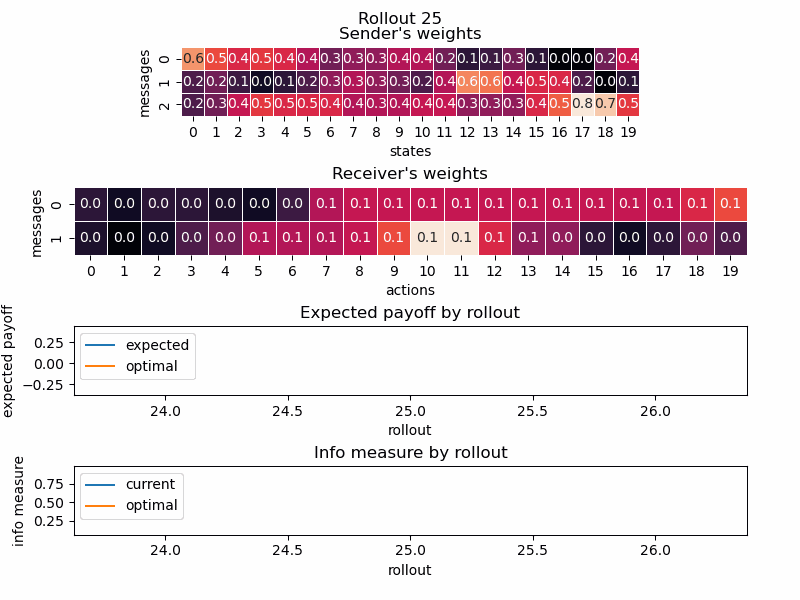 Rollout 25
Sender's weights
messages
0 0.6 0.5 0.4 0.5 0.4 0.4 0.3 0.3 0.3 0.4 0.4 0.2 0.1 0.1 0.3 0.1 0.0 0.0 0.2 0.4
1 0.2 0.2 0.1 0.0 0.1 0.2 0.3 0.3 0.3 0.3 0.2 0.4 0.6 0.6 0.4 0.5 0.4 0.2 0.0 0.1
2 0.2 0.3 0.4 0.5 0.5 0.4 0.4 0.3 0.4 0.4 0.4 0.4 0.3 0.3 0.3 0.4 0.5 0.8 0.7 0.5
0 1 2 3 4 5 6 7 8 9 10 11 12 13 14 15 16 17 18 19
states
Receiver's weights
messages
0 0.0 0.0 0.0 0.0 0.0 0.0 0.0 0.1 0.1 0.1 0.1 0.1 0.1 0.1 0.1 0.1 0.1 0.1 0.1 0.1
1 0.0 0.0 0.0 0.0 0.0 0.1 0.1 0.1 0.1 0.1 0.1 0.1 0.1 0.1 0.0 0.0 0.0 0.0 0.0 0.0
0 1 2 3 4 5 6 7 8 9 10 11 12 13 14 15 16 17 18 19
actions
Expected payoff by rollout
expected payoff
0.25
0.00
−0.25
expected
optimal
24.0 24.5 25.0 25.5 26.0
rollout
Info measure by rollout
info measure
0.75
0.50
0.25
current
optimal
24.0 24.5 25.0 25.5 26.0
rollout